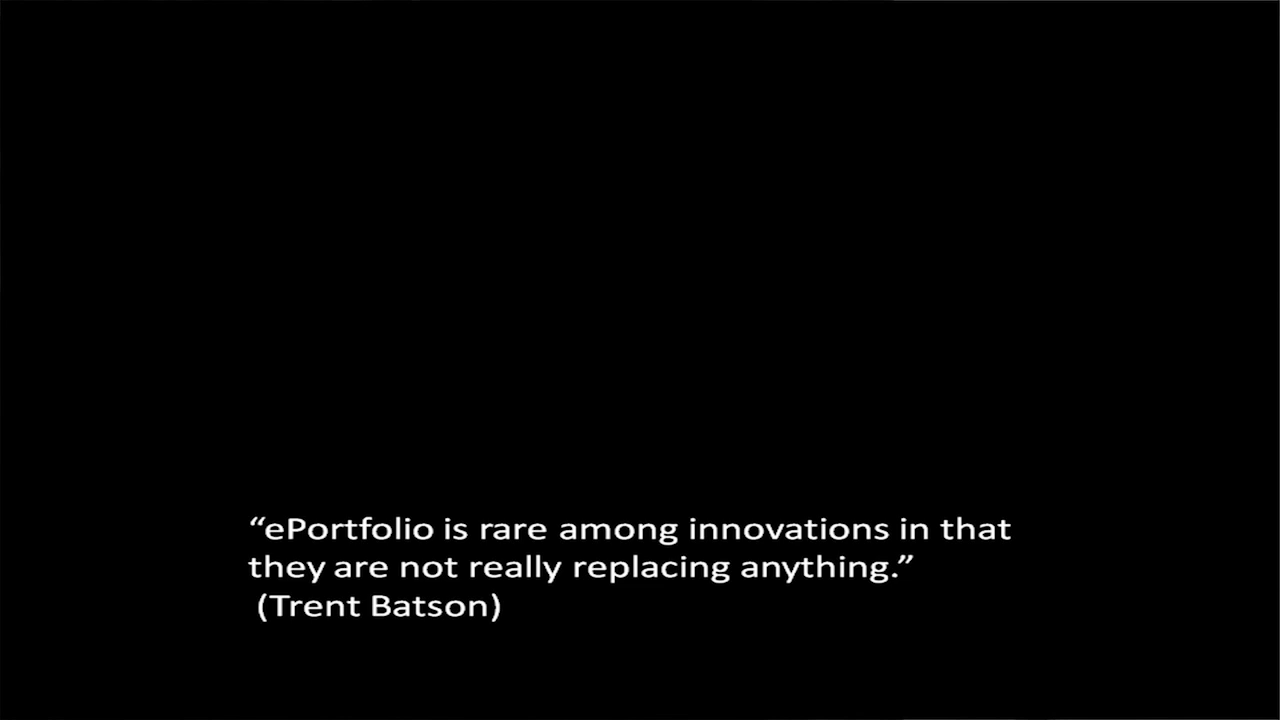 “ePortfolio is rare among innovations in that
they are not really replacing anything.”
(Trent Batson)